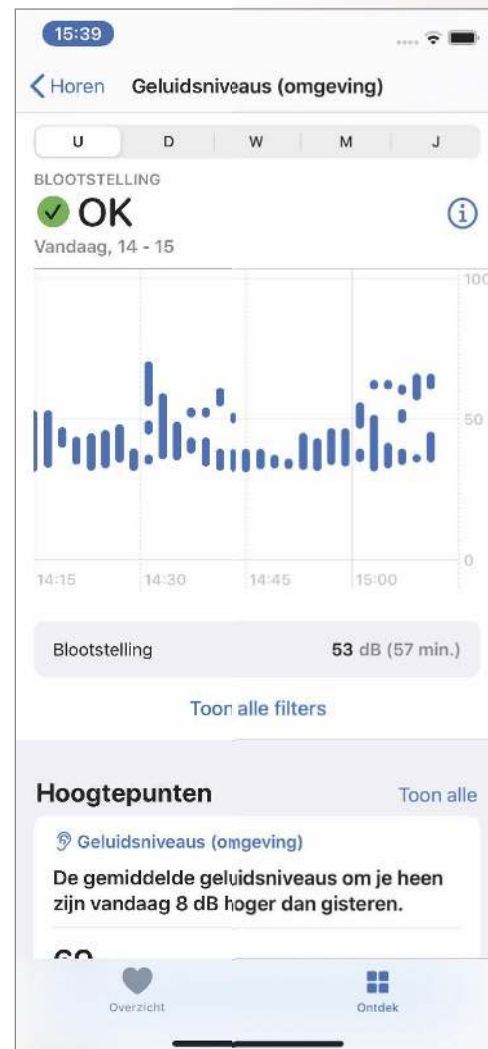 15:39
Horen
Geluidsniveaus (omgeving)
U D W M J
BLOOTSTELLING
OK
Vandaag, 14 - 15
100
50
0
14:15 14:30 14:45 15:00
Blootstelling 53 dB (57 min.)
Toon alle filters
Hoogtepunten Toon alle
Geluidsniveaus (omgeving)
De gemiddelde geluidsniveaus om je heen
zijn vandaag 8 dB hoger dan gisteren.
Overzicht Ontdek